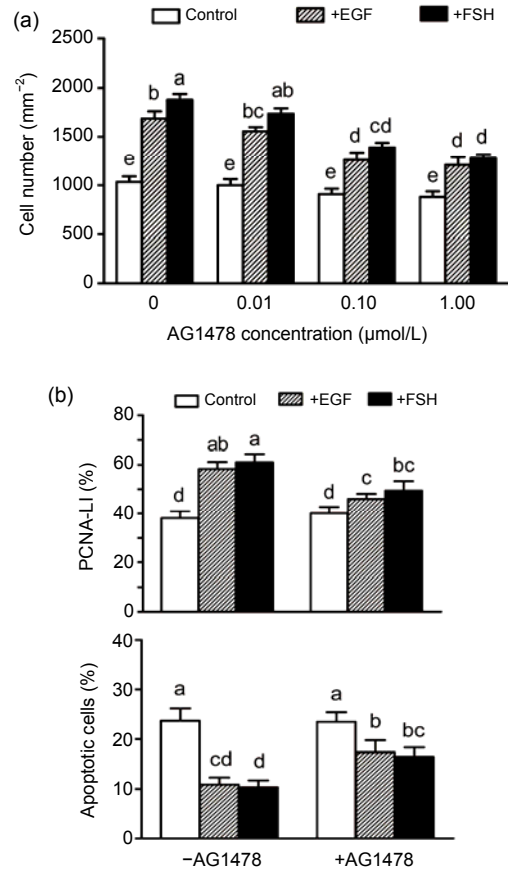 (a)
Control +EGF +FSH
Cell number (mm⁻²)
2500
2000
1500
1000
500
0
e b a
e bc ab
e d cd
e d d
0 0.01 0.10 1.00
AG1478 concentration (μmol/L)
(b)
Control +EGF +FSH
PCNA-LI (%)
80
60
40
20
0
d ab a
d c bc
Apoptotic cells (%)
40
30
20
10
0
a cd d
a b bc
−AG1478 +AG1478